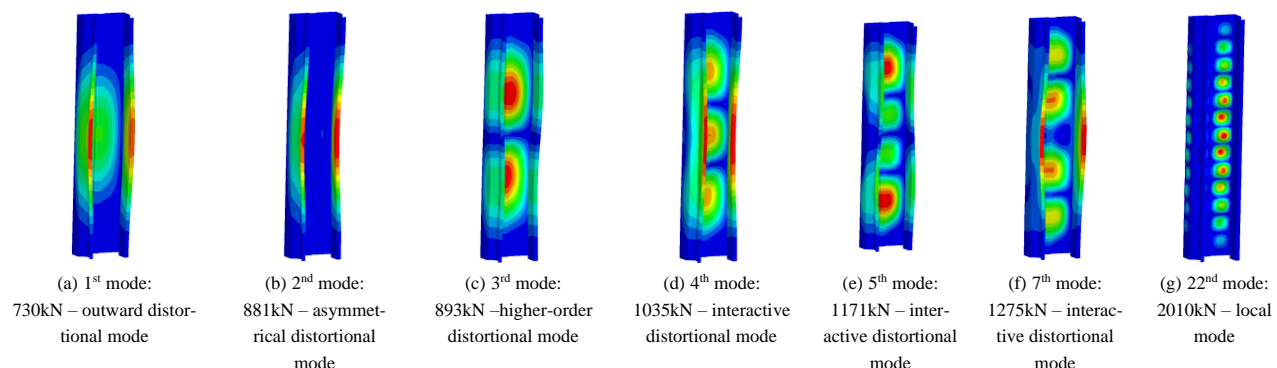 (a) 1st mode:
730kN – outward distor-
tional mode
(b) 2nd mode:
881kN – asymmet-
rical distortional
mode
(c) 3rd mode:
893kN –higher-order
distortional mode
(d) 4th mode:
1035kN – interactive
distortional mode
(e) 5th mode:
1171kN – inter-
active distortional
mode
(f) 7th mode:
1275kN – interac-
tive distortional
mode
(g) 22nd mode:
2010kN – local
mode